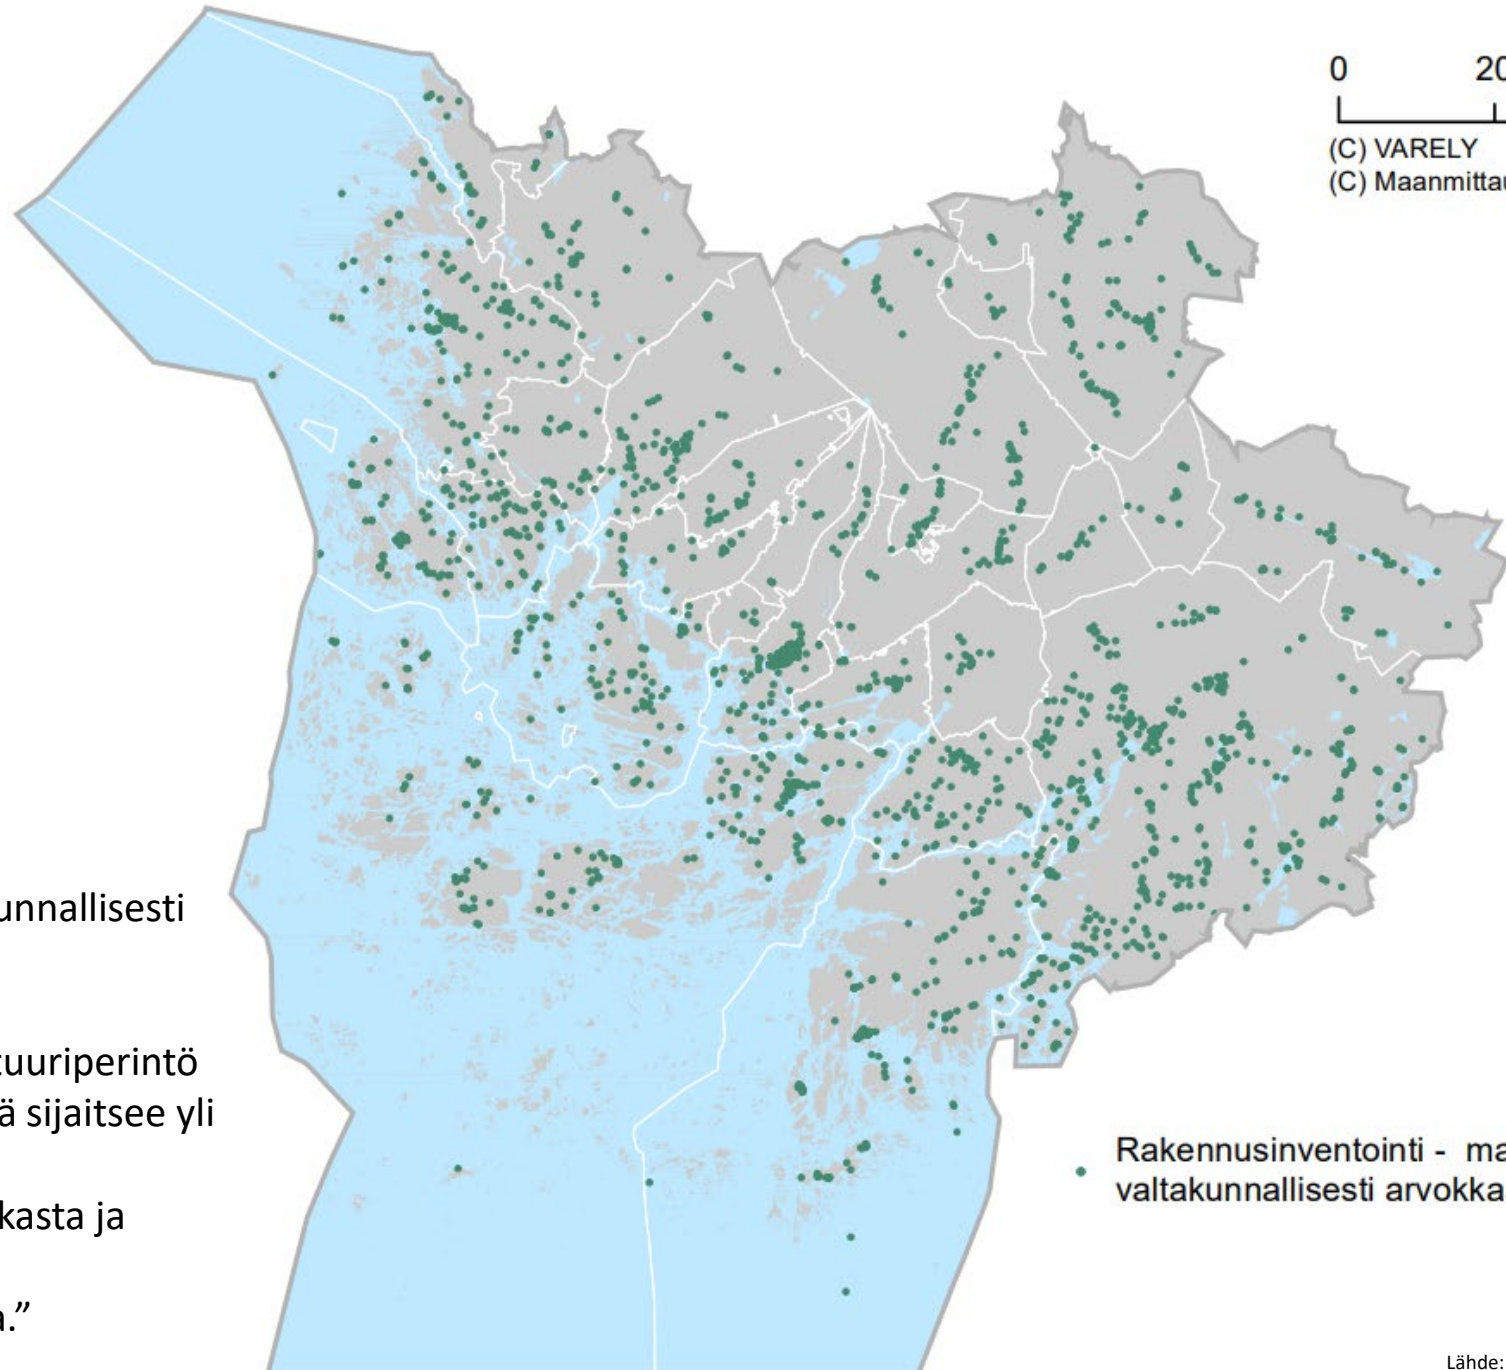 0 20
(C) VARELY
(C) Maanmittau
unnallisesti
tuuriperintö
ä sijaitsee yli
kasta ja
a.”
Rakennusinventointi - ma
valtakunnallisesti arvokka
Lähde: